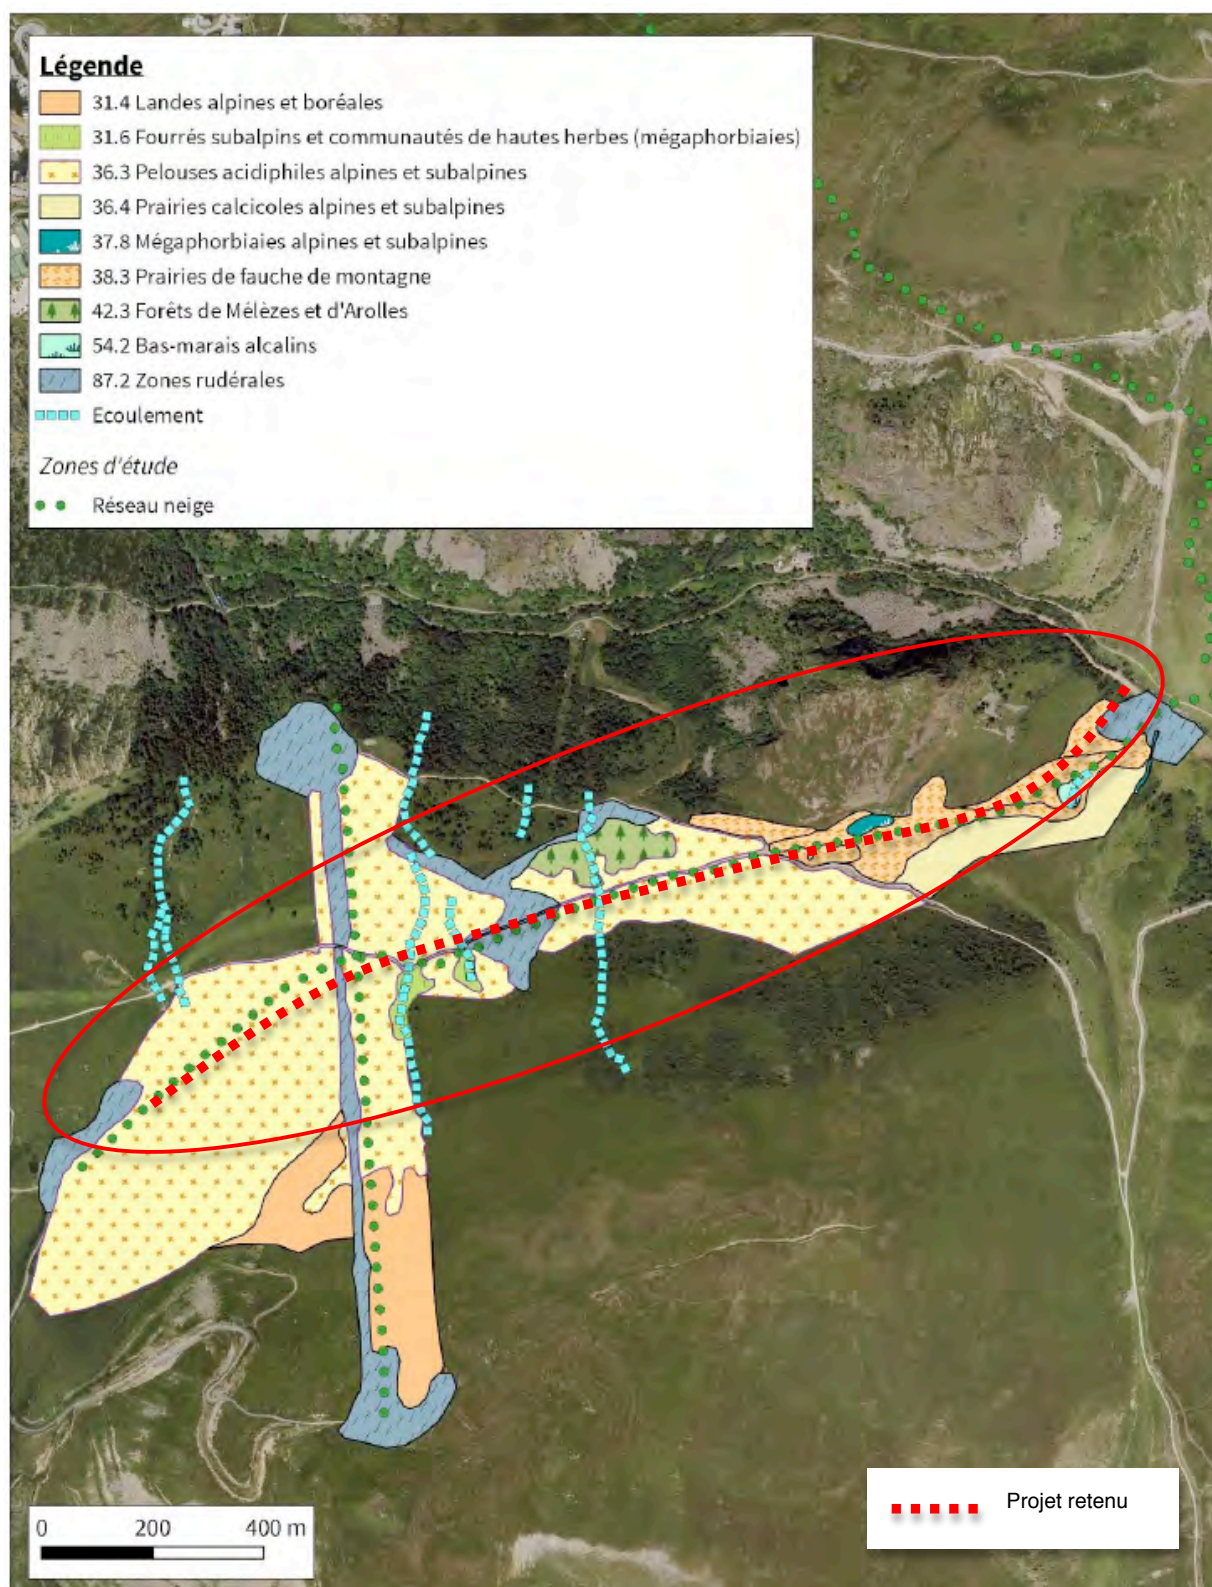 Légende
31.4 Landes alpines et boréales
31.6 Fourrés subalpins et communautés de hautes herbes (mégaphorbiaies)
36.3 Pelouses acidiphiles alpines et subalpines
36.4 Prairies calcicoles alpines et subalpines
37.8 Mégaphorbiaies alpines et subalpines
38.3 Prairies de fauche de montagne
42.3 Forêts de Mélèzes et d'Arolles
54.2 Bas-marais alcalins
87.2 Zones rudérales
Ecoulement
Zones d'étude
Réseau neige
Projet retenu
0 200 400 m